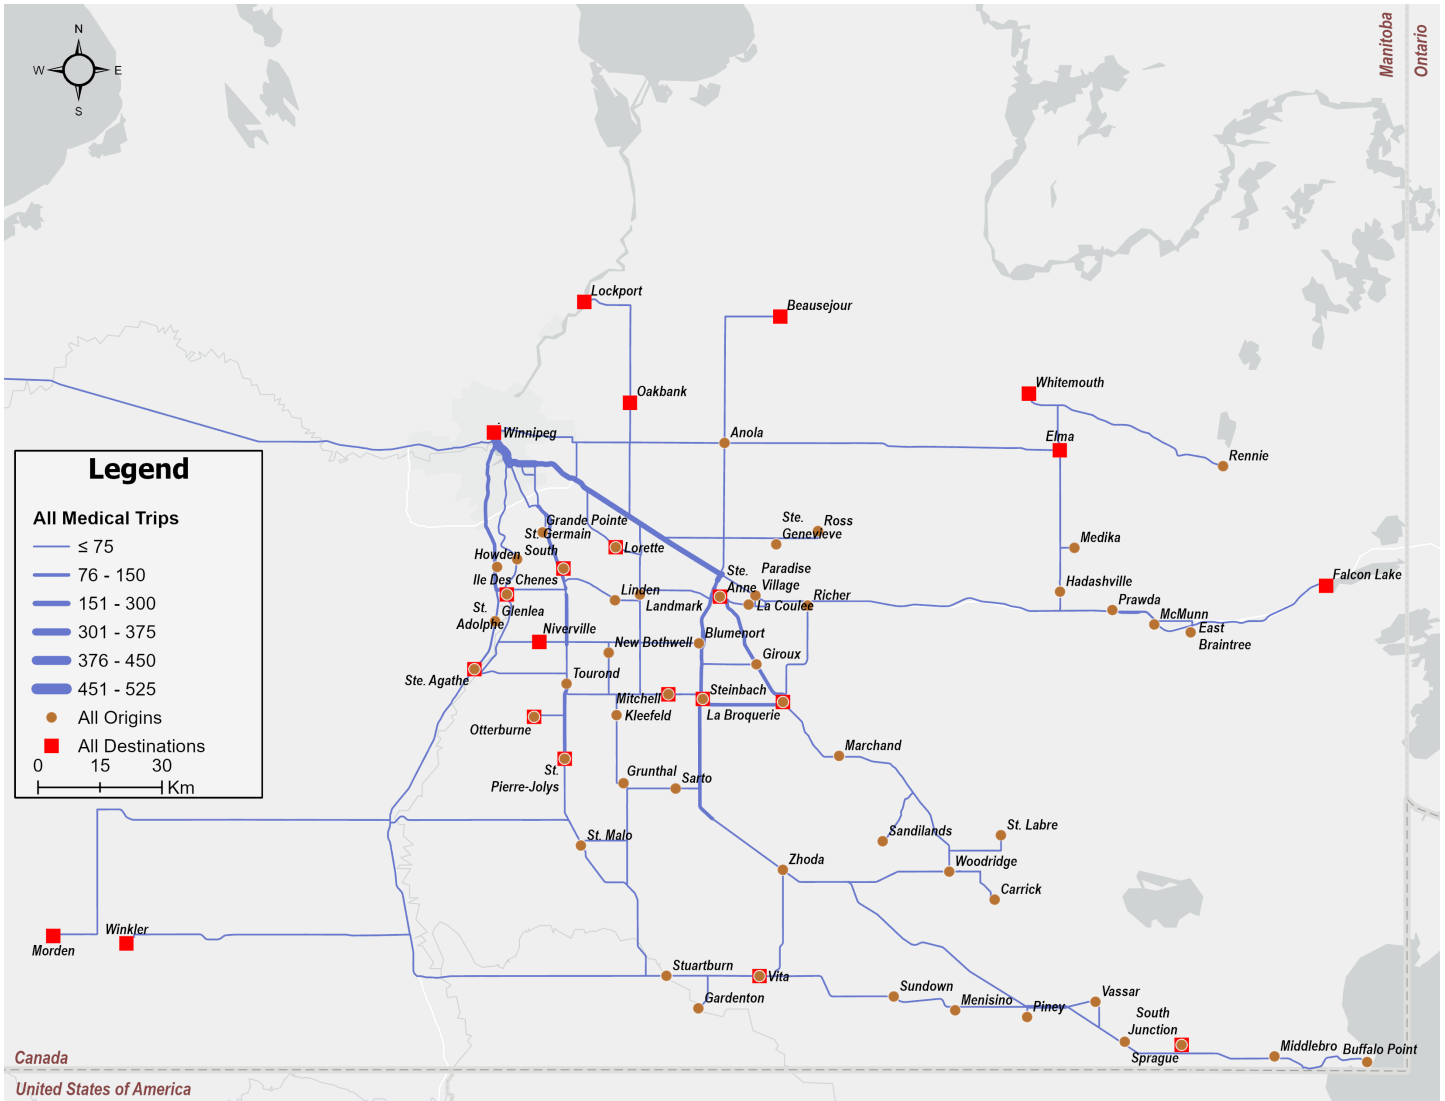 N
W
E
S
Manitoba
Ontario
Lockport
Beausejour
Whitemouth
Oakbank
Winnipeg
Anola
Elma
Rennie
Legend
All Medical Trips
≤ 75
76 - 150
151 - 300
301 - 375
376 - 450
451 - 525
All Origins
All Destinations
0
15
30
Km
Grande Pointe
St. Germain
South
Ste.
Genevieve
Ross
Lorette
Medika
Howden
Ile Des Chenes
Ste.
Anne
Paradise
Village
La Coulee
Richer
Hadashville
Falcon Lake
Linden
Landmark
Prawda
McMunn
East
Braintree
St.
Adolphe
Glenlea
Niverville
New Bothwell
Blumenort
Giroux
Ste. Agathe
Tourond
Mitchell
Steinbach
La Broquerie
Kleefeld
Otterburne
Marchand
St.
Pierre-Jolys
Grunthal
Sarto
St. Malo
Sandilands
St. Labre
Zhoda
Woodridge
Carrick
Morden
Winkler
Stuartburn
Vita
Gardenton
Sundown
Menisino
Piney
Vassar
South
Junction
Sprague
Middlebro
Buffalo Point
Canada
United States of America